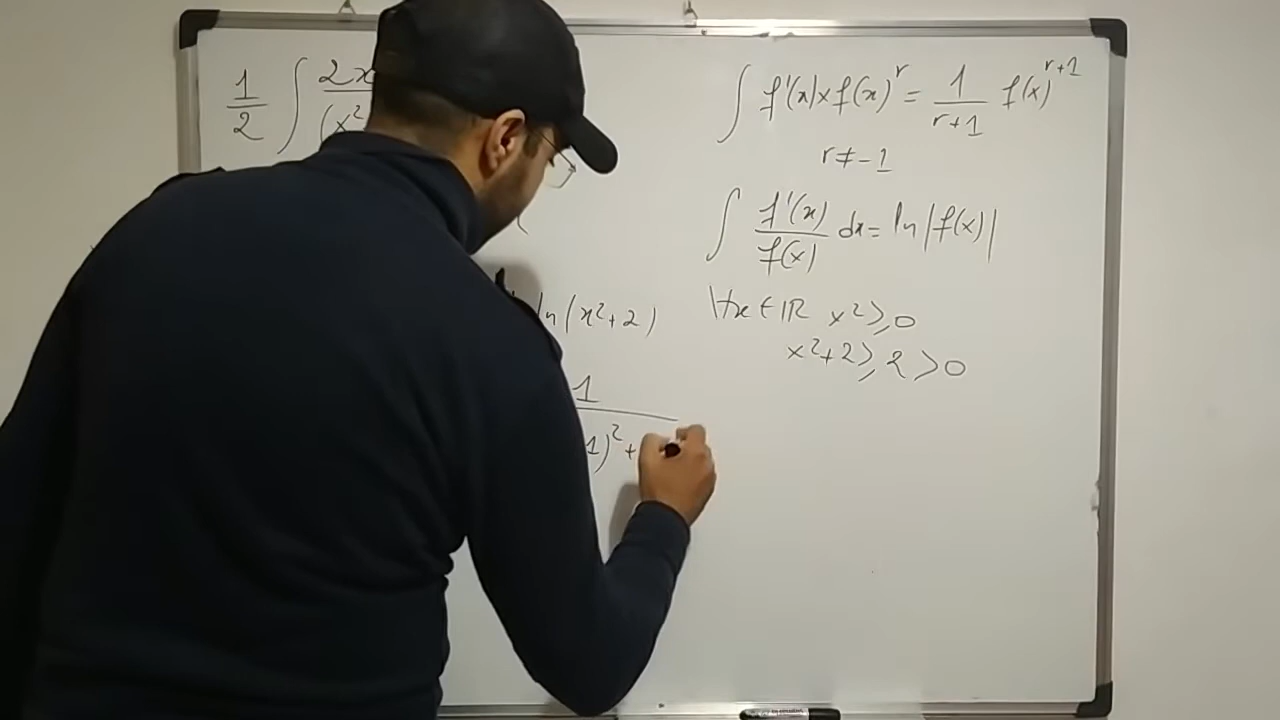 1/2 ∫ 2x
(x²
∫ f'(x)×f(x)^r = 1/(r+1) f(x)^(r+1)
r ≠ -1
∫ f'(x)/f(x) dx = ln|f(x)|
∀x ∈ IR x² ⩾ 0
x²+2 ⩾ 2 > 0
ln(x²+2)
1
1)² +